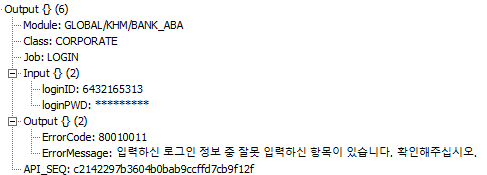 Output {} (6)
Module: GLOBAL/KHM/BANK_ABA
Class: CORPORATE
Job: LOGIN
Input {} (2)
loginID: 6432165313
loginPWD: *********
Output {} (2)
ErrorCode: 80010011
ErrorMessage: 입력하신 로그인 정보 중 잘못 입력하신 항목이 있습니다. 확인해주십시오.
API_SEQ: c2142297b3604b0bab9ccffd7cb9f12f